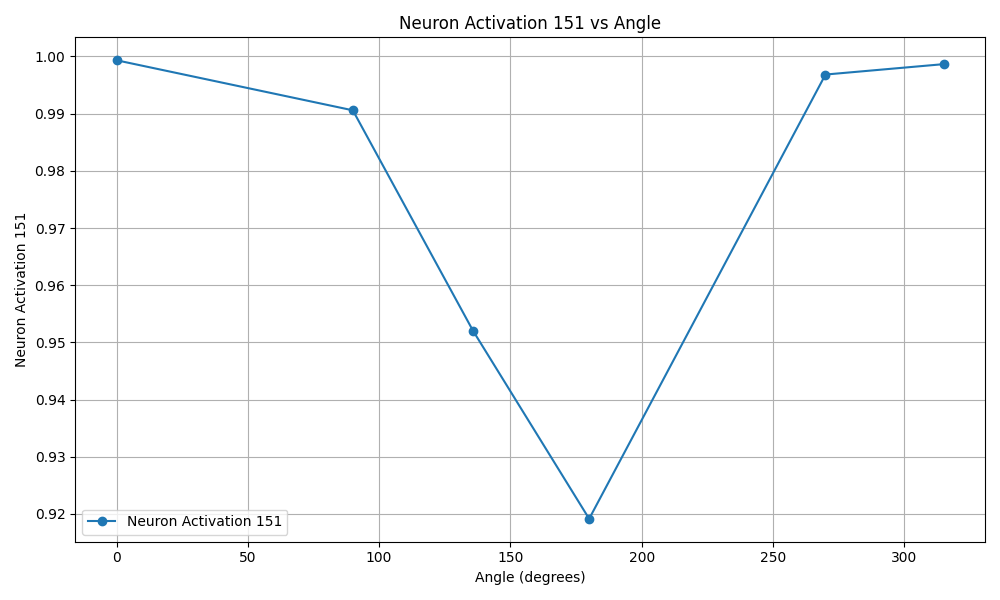 Neuron Activation 151 vs Angle
1.00
0.99
0.98
0.97
0.96
0.95
0.94
0.93
0.92
Neuron Activation 151
Neuron Activation 151
0 50 100 150 200 250 300
Angle (degrees)